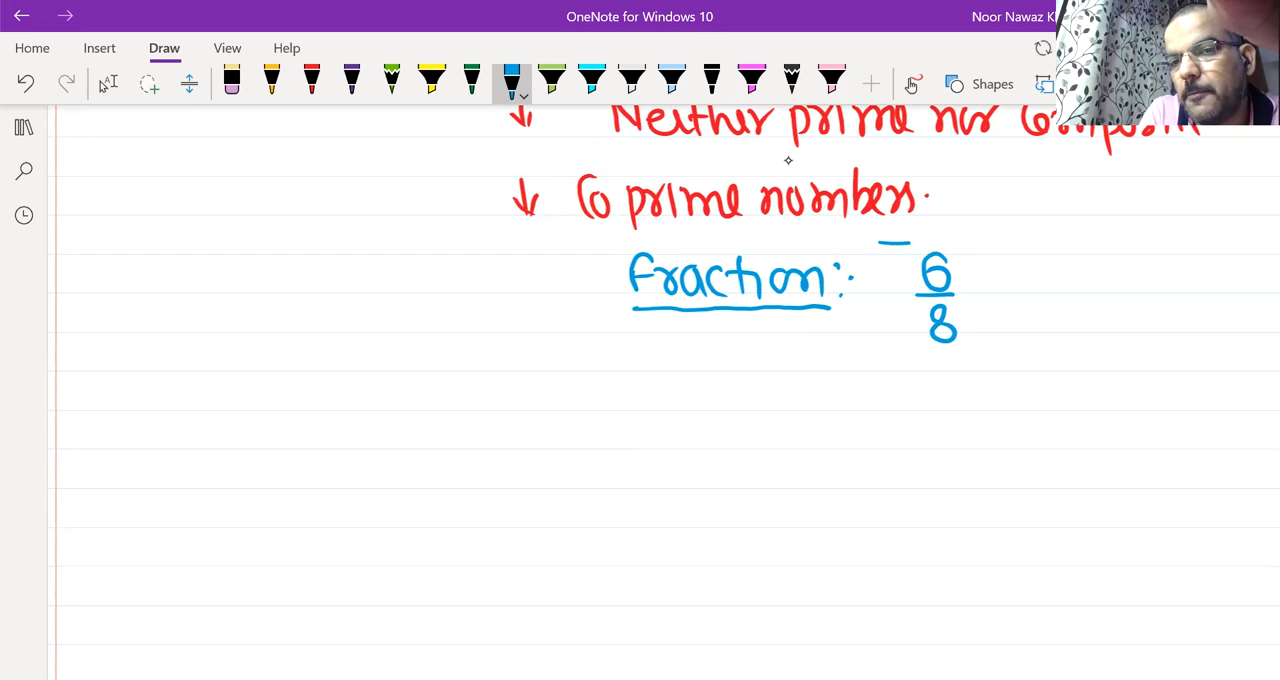 OneNote for Windows 10
Noor Nawaz K
Home Insert Draw View Help
Shapes
↓ Neither prime nor
↓ Co prime numbers.
Fraction:- 6/8